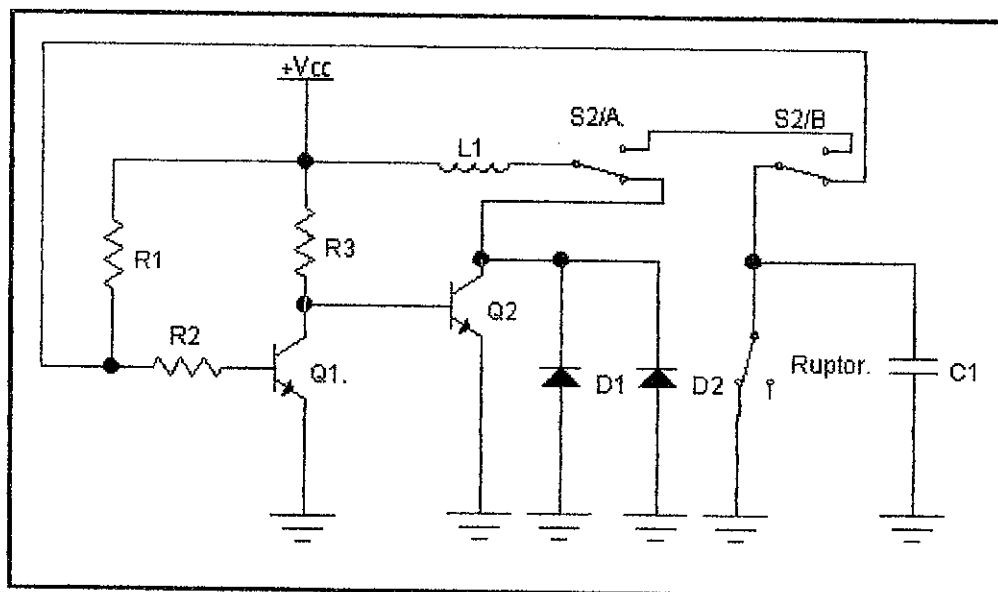 +Vcc
S2/A.
S2/B
L1
R1
R3
R2
Q1.
Q2
D1
D2
Ruptor.
C1